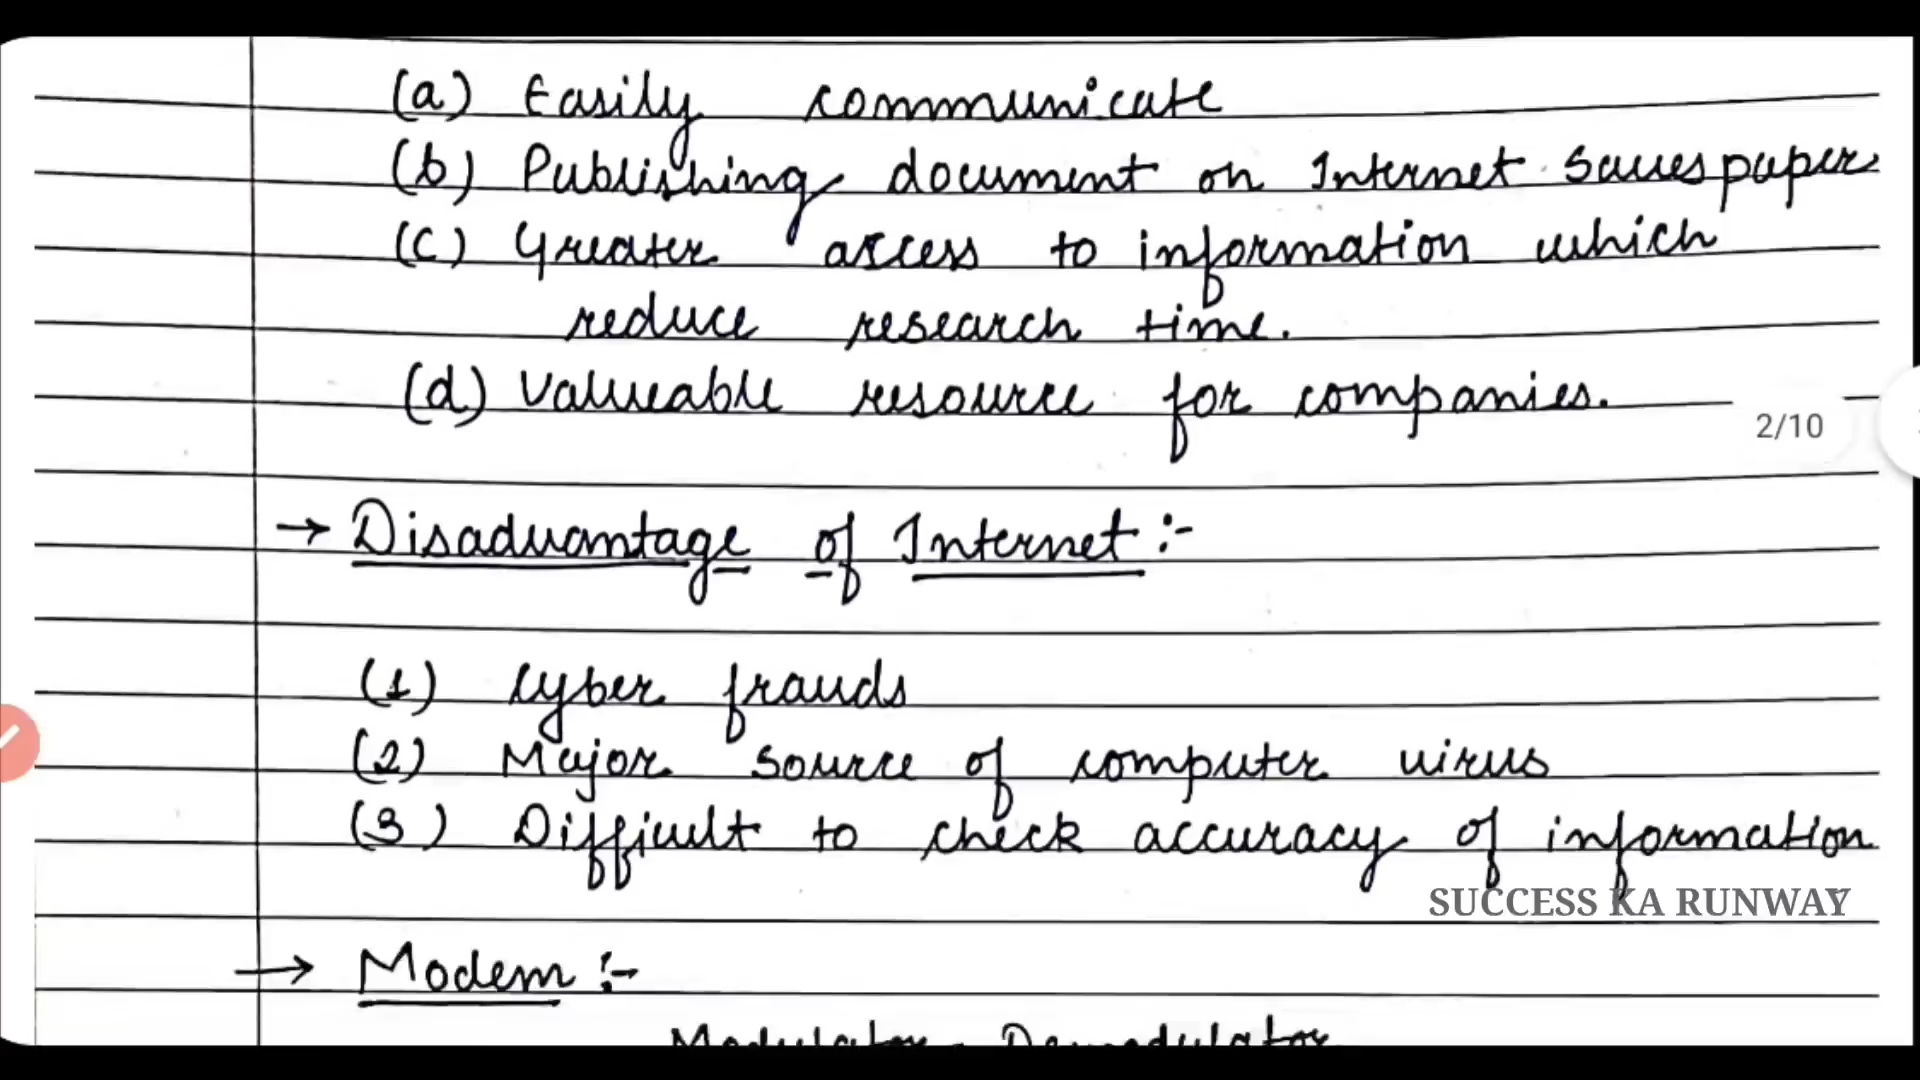 (a) Easily communicate
(b) Publishing document on Internet saves paper
(c) Greater access to information which
reduce research time.
(d) Valueable resource for companies.
2/10
→ Disadvantage of Internet :-
(1) Cyber frauds
(2) Major source of computer virus
(3) Difficult to check accuracy of information
SUCCESS KA RUNWAY
→ Modem :-
Modulator - Demodulator